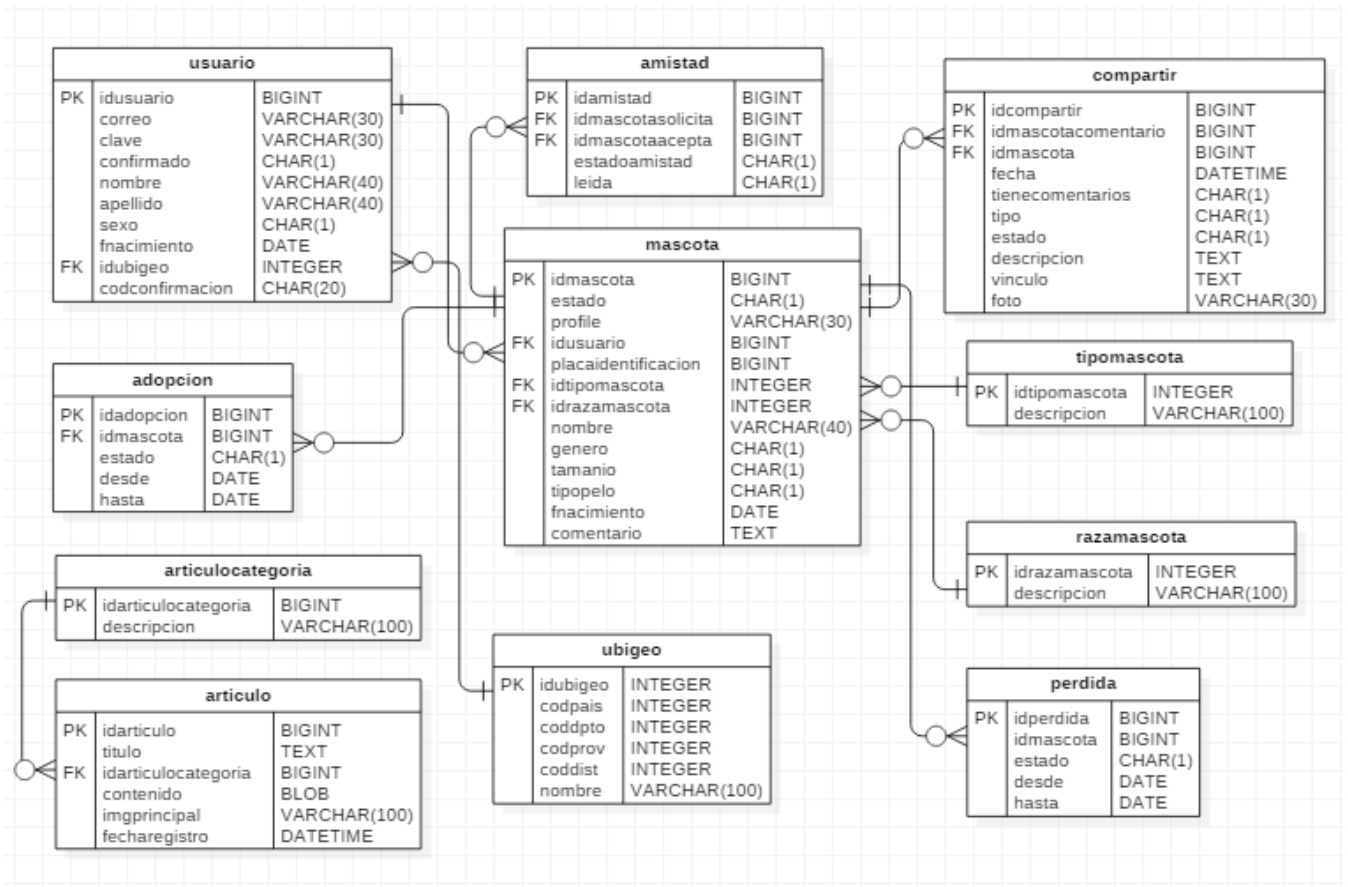 usuario
PK idusuario BIGINT
correo VARCHAR(30)
clave VARCHAR(30)
confirmado CHAR(1)
nombre VARCHAR(40)
apellido VARCHAR(40)
sexo CHAR(1)
fnacimiento DATE
FK idubigeo INTEGER
codconfirmacion CHAR(20)
amistad
PK idamistad BIGINT
FK idmascotasolicita BIGINT
FK idmascotaacepta BIGINT
estadoamistad CHAR(1)
leida CHAR(1)
compartir
PK idcompartir BIGINT
FK idmascotacomentario BIGINT
FK idmascota BIGINT
fecha DATETIME
tienecomentarios CHAR(1)
tipo CHAR(1)
estado CHAR(1)
descripcion TEXT
vinculo TEXT
foto VARCHAR(30)
mascota
PK idmascota BIGINT
estado CHAR(1)
profile VARCHAR(30)
FK idusuario BIGINT
placaidentificacion BIGINT
FK idtipomascota INTEGER
FK idrazamascota INTEGER
nombre VARCHAR(40)
genero CHAR(1)
tamanio CHAR(1)
tipopelo CHAR(1)
fnacimiento DATE
comentario TEXT
adopcion
PK idadopcion BIGINT
FK idmascota BIGINT
estado CHAR(1)
desde DATE
hasta DATE
tipomascota
PK idtipomascota INTEGER
descripcion VARCHAR(100)
razamascota
PK idrazamascota INTEGER
descripcion VARCHAR(100)
articulocategoria
PK idarticulocategoria BIGINT
descripcion VARCHAR(100)
articulo
PK idarticulo BIGINT
titulo TEXT
FK idarticulocategoria BIGINT
contenido BLOB
imgprincipal VARCHAR(100)
fecharegistro DATETIME
ubigeo
PK idubigeo INTEGER
codpais INTEGER
coddpto INTEGER
codprov INTEGER
coddist INTEGER
nombre VARCHAR(100)
perdida
PK idperdida BIGINT
idmascota BIGINT
estado CHAR(1)
desde DATE
hasta DATE